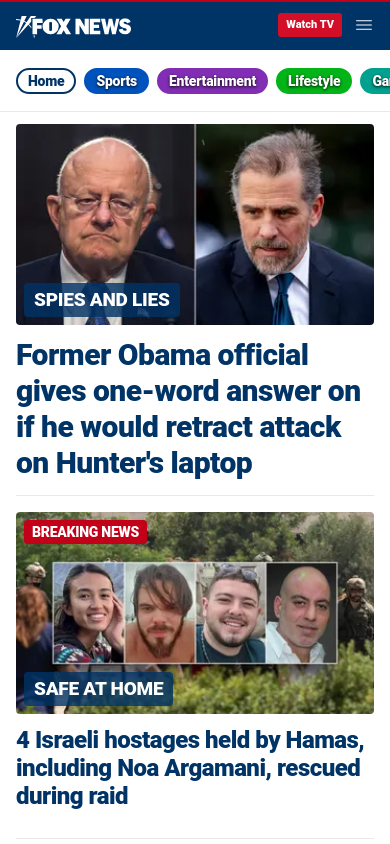 FOX NEWS
Watch TV
Home
Sports
Entertainment
Lifestyle
SPIES AND LIES
Former Obama official
gives one-word answer on
if he would retract attack
on Hunter's laptop
BREAKING NEWS
SAFE AT HOME
4 Israeli hostages held by Hamas,
including Noa Argamani, rescued
during raid